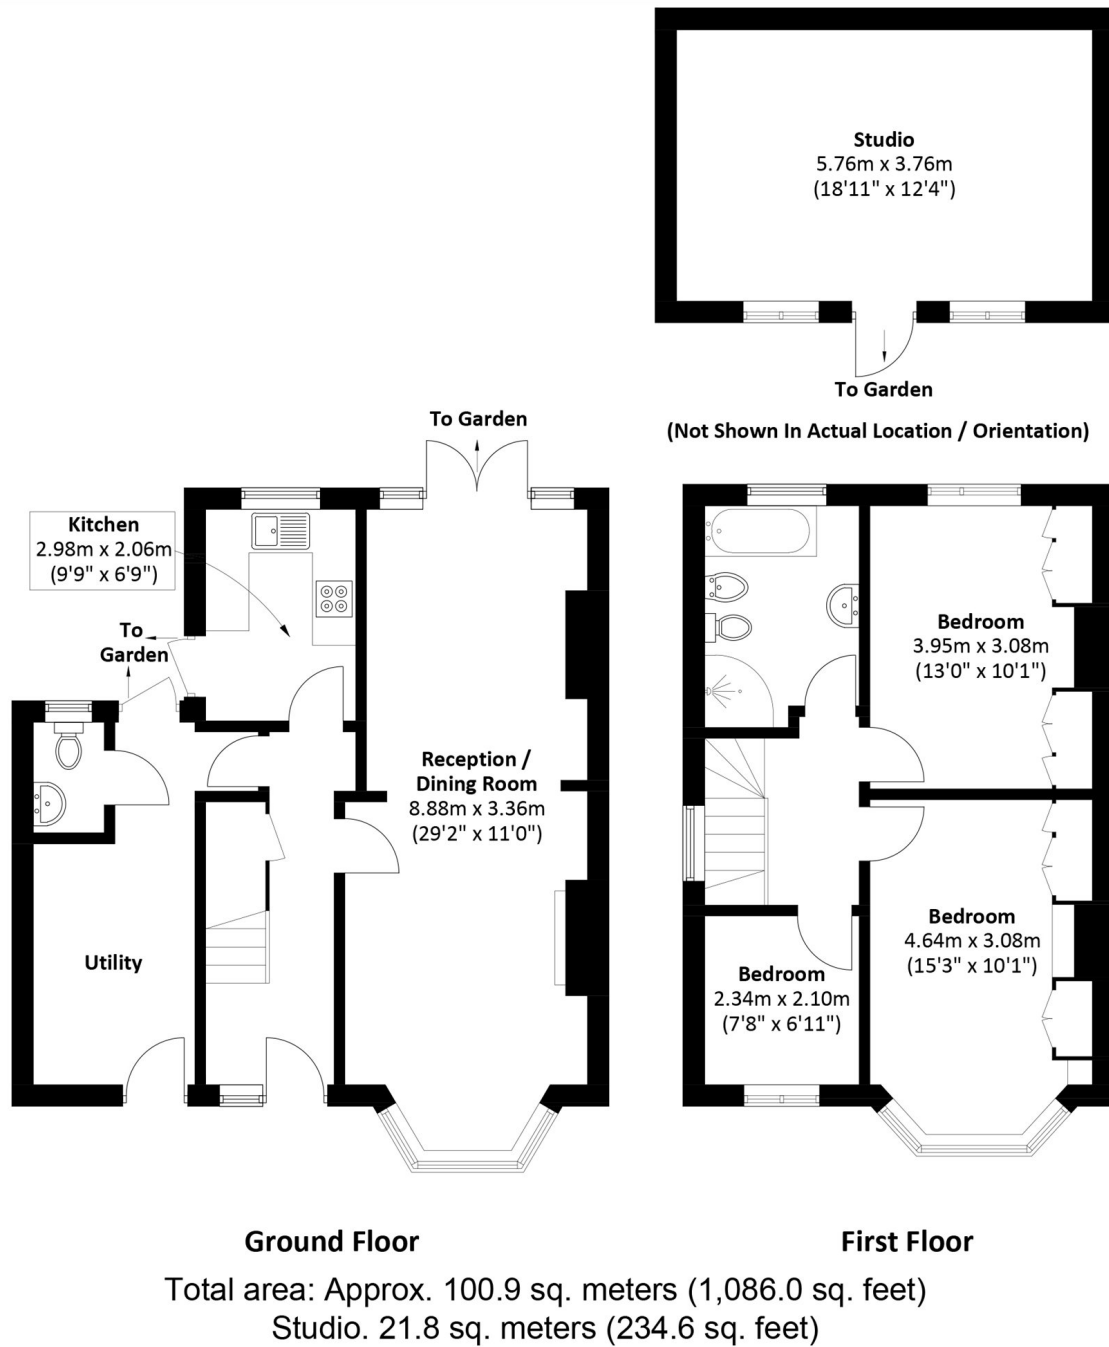 Studio
5.76m x 3.76m
(18'11" x 12'4")
To Garden
(Not Shown In Actual Location / Orientation)
To Garden
Kitchen
2.98m x 2.06m
(9'9" x 6'9")
To
Garden
Reception /
Dining Room
8.88m x 3.36m
(29'2" x 11'0")
Utility
Bedroom
3.95m x 3.08m
(13'0" x 10'1")
Bedroom
4.64m x 3.08m
(15'3" x 10'1")
Bedroom
2.34m x 2.10m
(7'8" x 6'11")
Ground Floor
First Floor
Total area: Approx. 100.9 sq. meters (1,086.0 sq. feet)
Studio. 21.8 sq. meters (234.6 sq. feet)